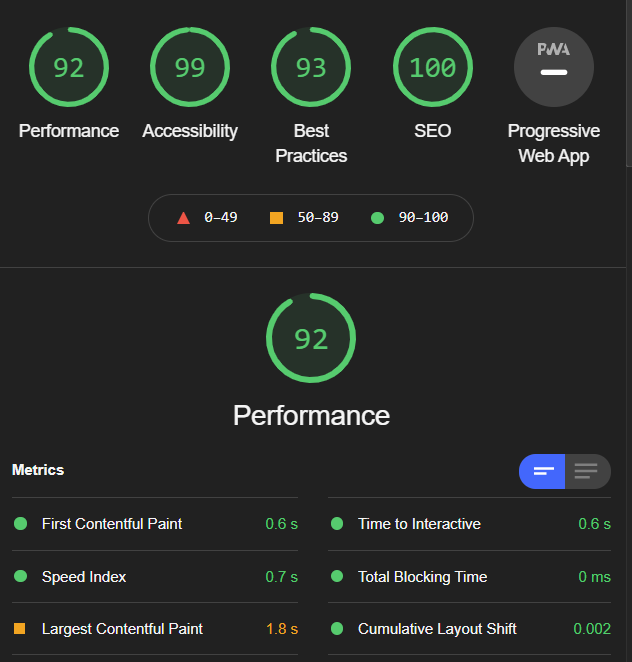 92 99 93 100 PWA
Performance Accessibility Best Practices SEO Progressive Web App
0–49 50–89 90–100
92
Performance
Metrics
First Contentful Paint 0.6 s
Time to Interactive 0.6 s
Speed Index 0.7 s
Total Blocking Time 0 ms
Largest Contentful Paint 1.8 s
Cumulative Layout Shift 0.002